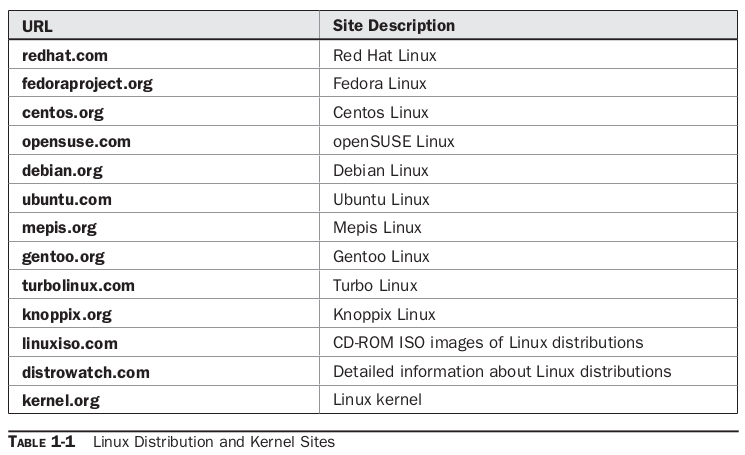 URL Site Description
redhat.com Red Hat Linux
fedoraproject.org Fedora Linux
centos.org Centos Linux
opensuse.com openSUSE Linux
debian.org Debian Linux
ubuntu.com Ubuntu Linux
mepis.org Mepis Linux
gentoo.org Gentoo Linux
turbolinux.com Turbo Linux
knoppix.org Knoppix Linux
linuxiso.com CD-ROM ISO images of Linux distributions
distrowatch.com Detailed information about Linux distributions
kernel.org Linux kernel
TABLE 1-1 Linux Distribution and Kernel Sites